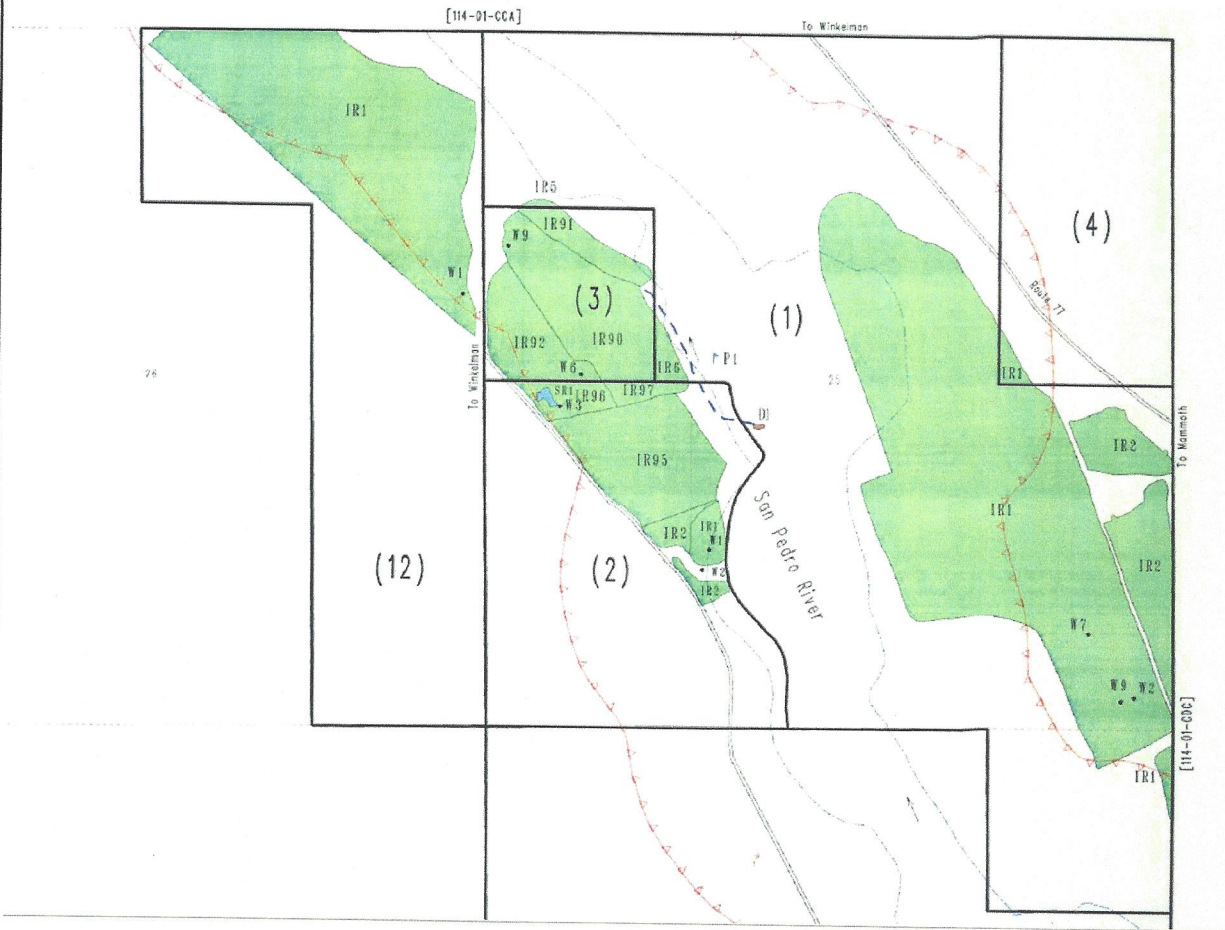 [114-01-CCA]
To Winkelman
IR1
IR5
IR91
W9
(4)
W1
(3)
(1)
Route 77
IR92
IR90
P1
26
To Winkelman
W6
IR6
25
IR1
SR1
IR96
IR97
W3
D1
To Mammoth
IR2
IR95
San Pedro River
IR1
IR2
IR1
W1
(12)
(2)
W2
IR2
IR2
W7
W9
W2
[114-01-CDC]
IR1